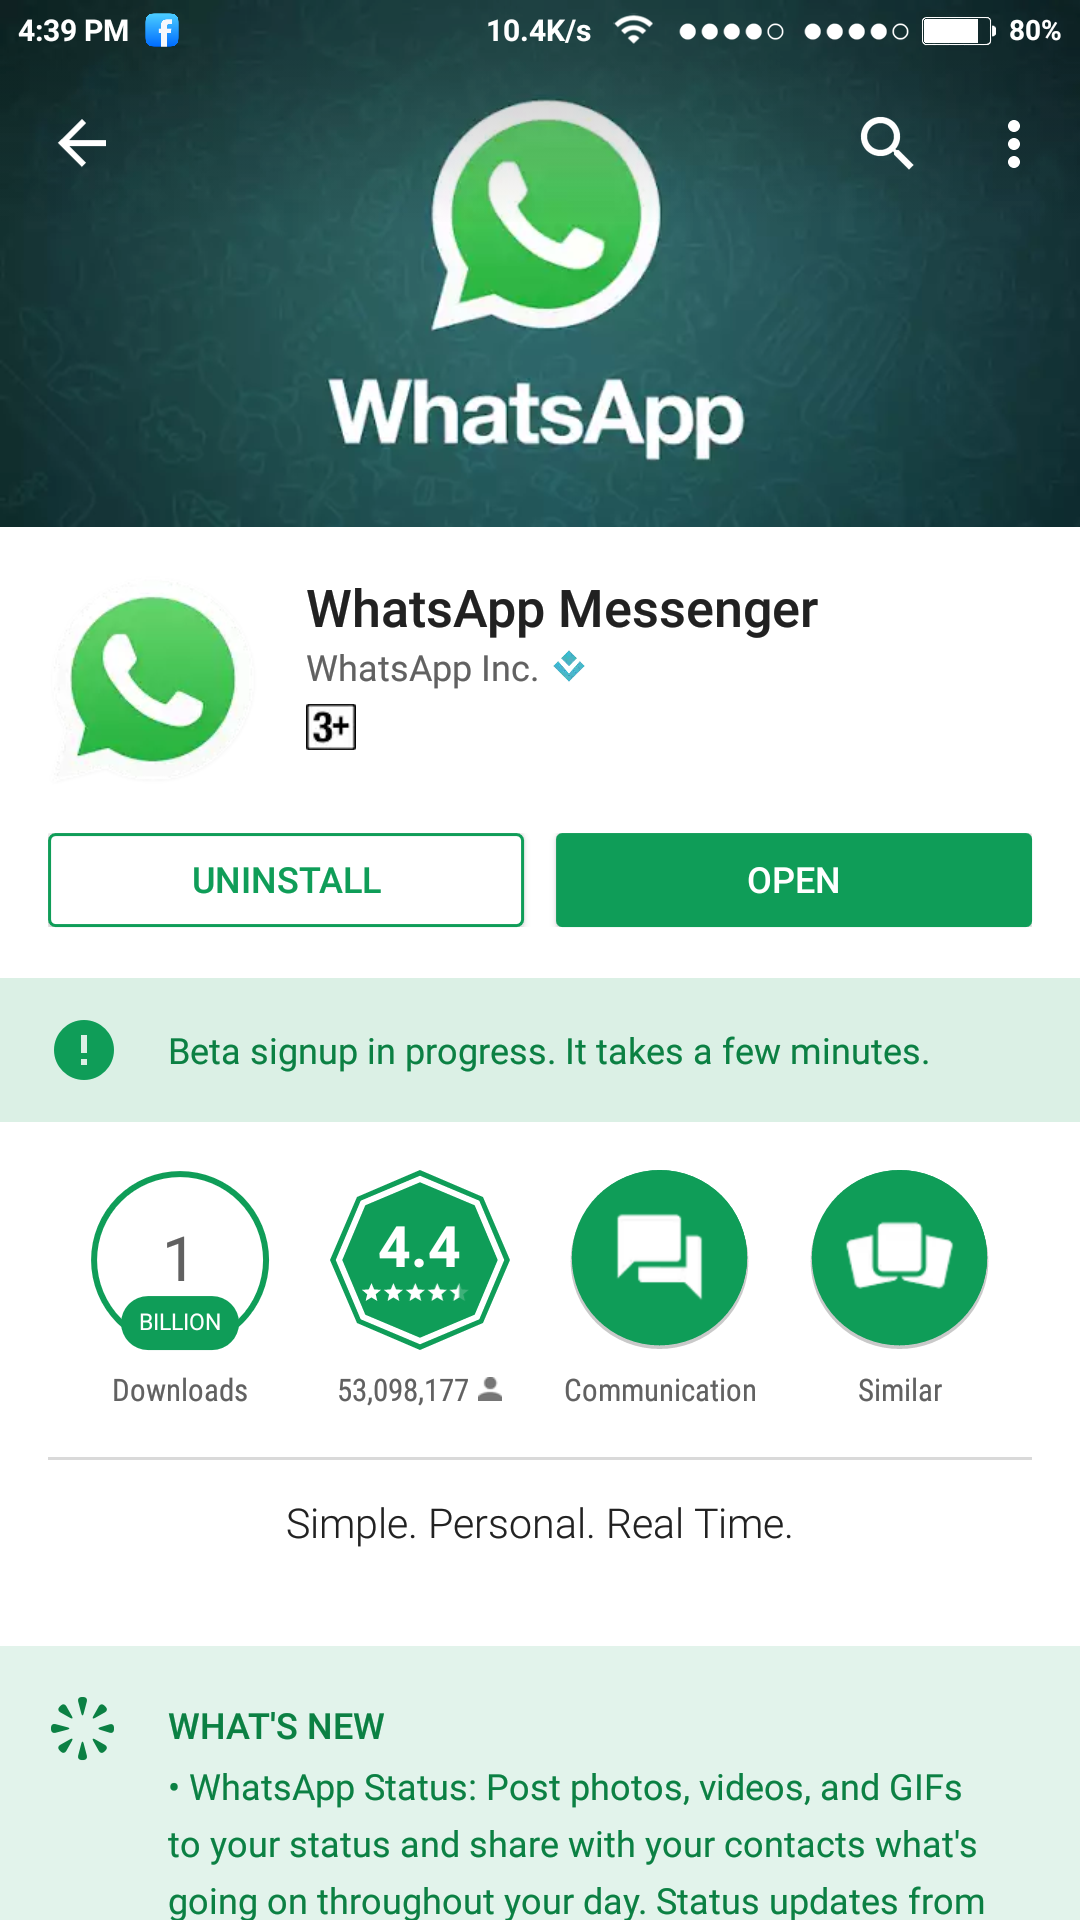 4:39 PM 10.4K/s 80%
WhatsApp
WhatsApp Messenger
WhatsApp Inc.
3+
UNINSTALL OPEN
Beta signup in progress. It takes a few minutes.
1 4.4
BILLION
Downloads 53,098,177 Communication Similar
Simple. Personal. Real Time.
WHAT'S NEW
• WhatsApp Status: Post photos, videos, and GIFs
to your status and share with your contacts what's
going on throughout your day. Status updates from